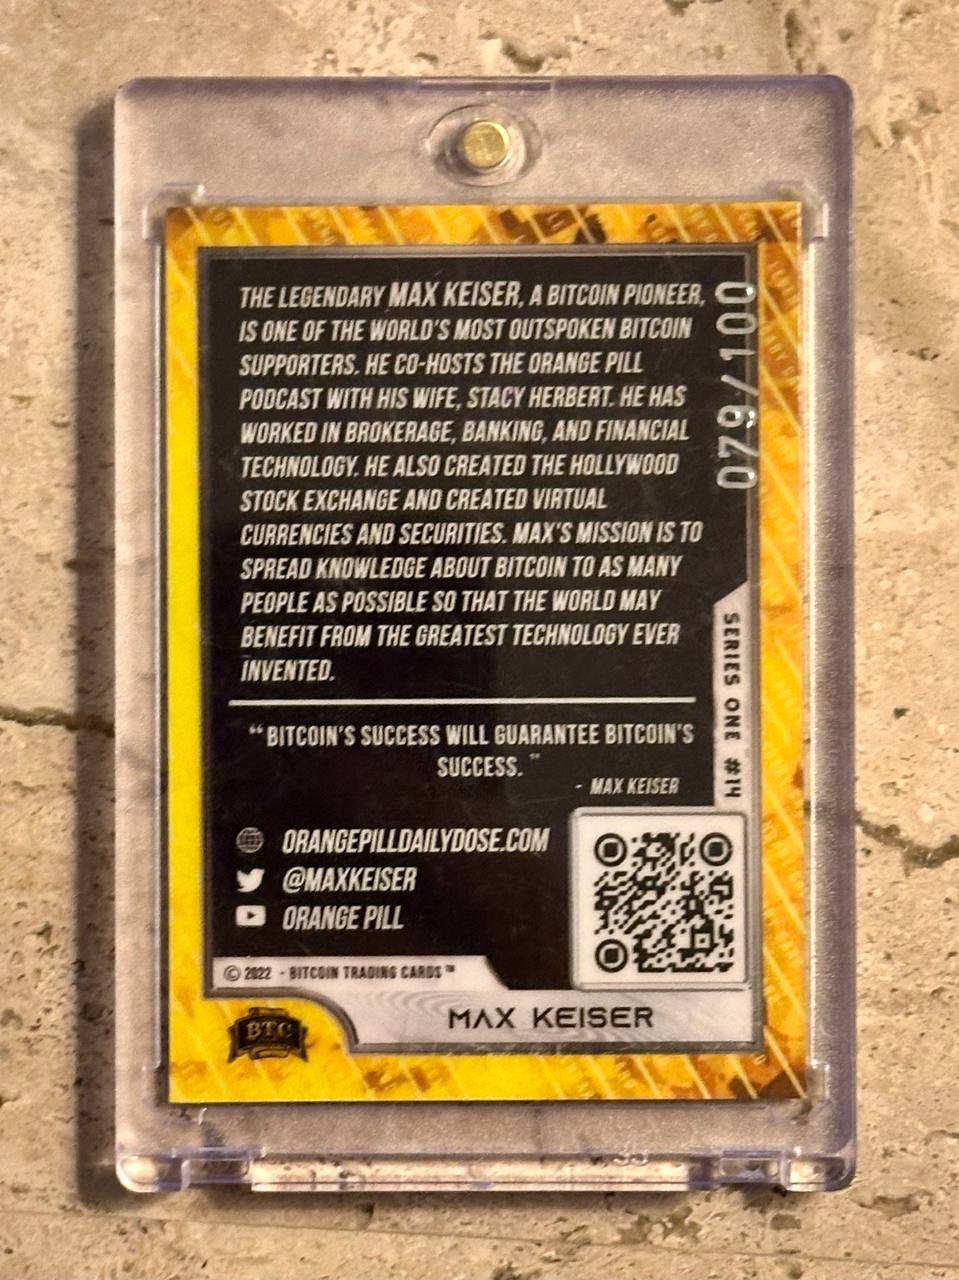 THE LEGENDARY MAX KEISER, A BITCOIN PIONEER,
IS ONE OF THE WORLD'S MOST OUTSPOKEN BITCOIN
SUPPORTERS. HE CO-HOSTS THE ORANGE PILL
PODCAST WITH HIS WIFE, STACY HERBERT. HE HAS
WORKED IN BROKERAGE, BANKING, AND FINANCIAL
TECHNOLOGY. HE ALSO CREATED THE HOLLYWOOD
STOCK EXCHANGE AND CREATED VIRTUAL
CURRENCIES AND SECURITIES. MAX'S MISSION IS TO
SPREAD KNOWLEDGE ABOUT BITCOIN TO AS MANY
PEOPLE AS POSSIBLE SO THAT THE WORLD MAY
BENEFIT FROM THE GREATEST TECHNOLOGY EVER
INVENTED.
079/100
SERIES ONE #14
“BITCOIN'S SUCCESS WILL GUARANTEE BITCOIN'S
SUCCESS.”
- MAX KEISER
ORANGEPILLDAILYDOSE.COM
@MAXKEISER
ORANGE PILL
© 2022 - BITCOIN TRADING CARDS™
MAX KEISER
BTC